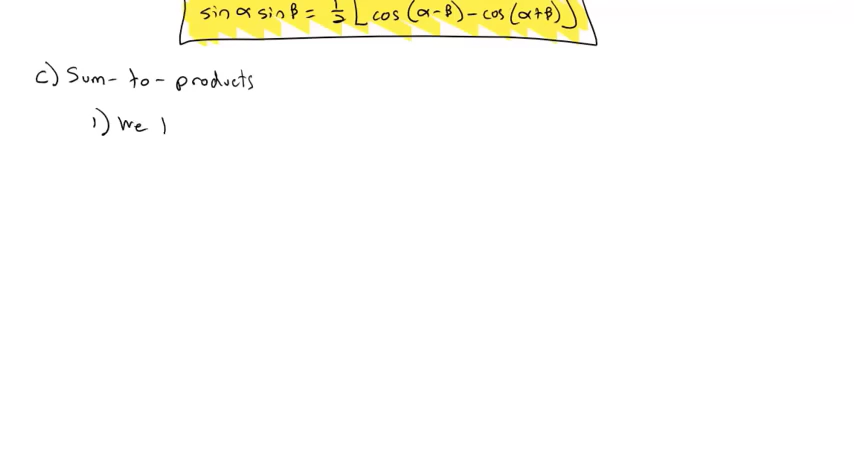 sin α sin β = 1/2 [cos (α-β) - cos (α+β)]
c) Sum-to-products
1) We